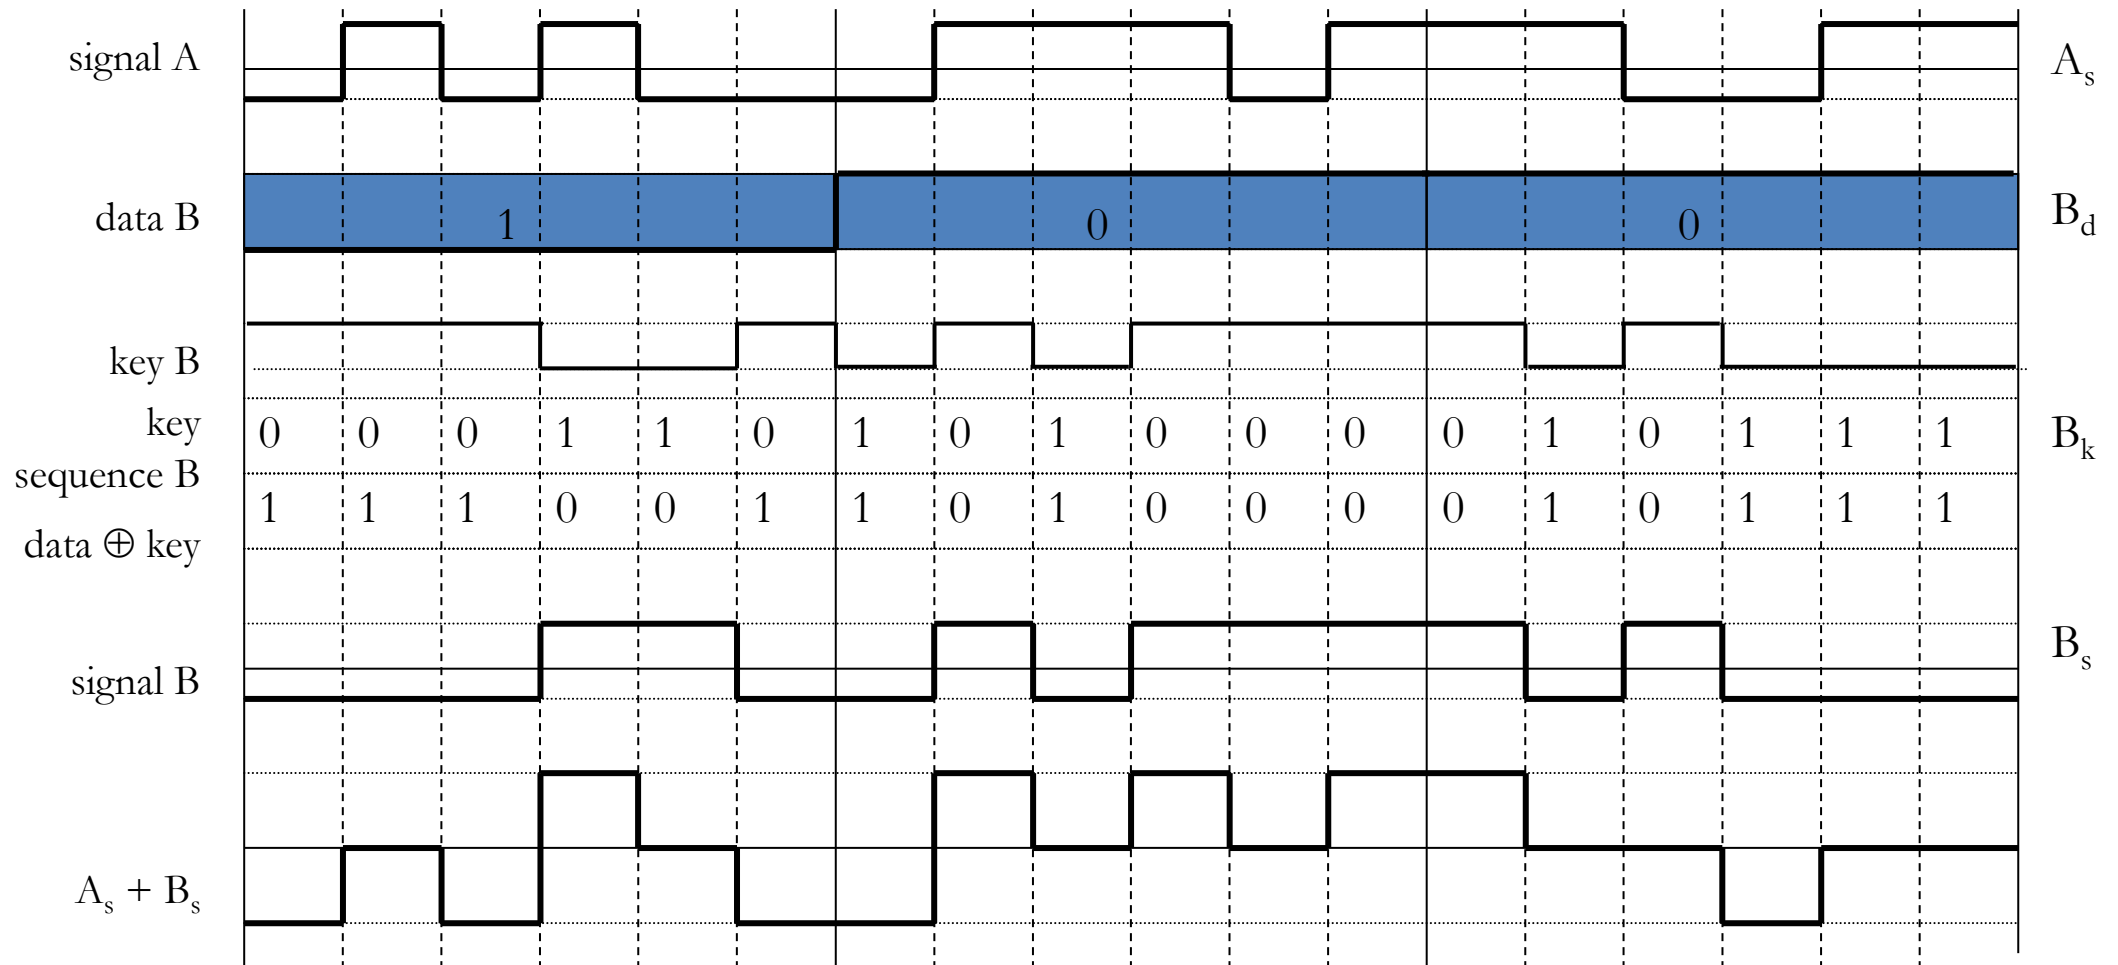 signal A A_s
data B 1 0 0 B_d
key B
key 0 0 0 1 1 0 1 0 1 0 0 0 0 1 0 1 1 1 B_k
sequence B
1 1 1 0 0 1 1 0 1 0 0 0 0 1 0 1 1 1
data ⊕ key
signal B B_s
A_s + B_s